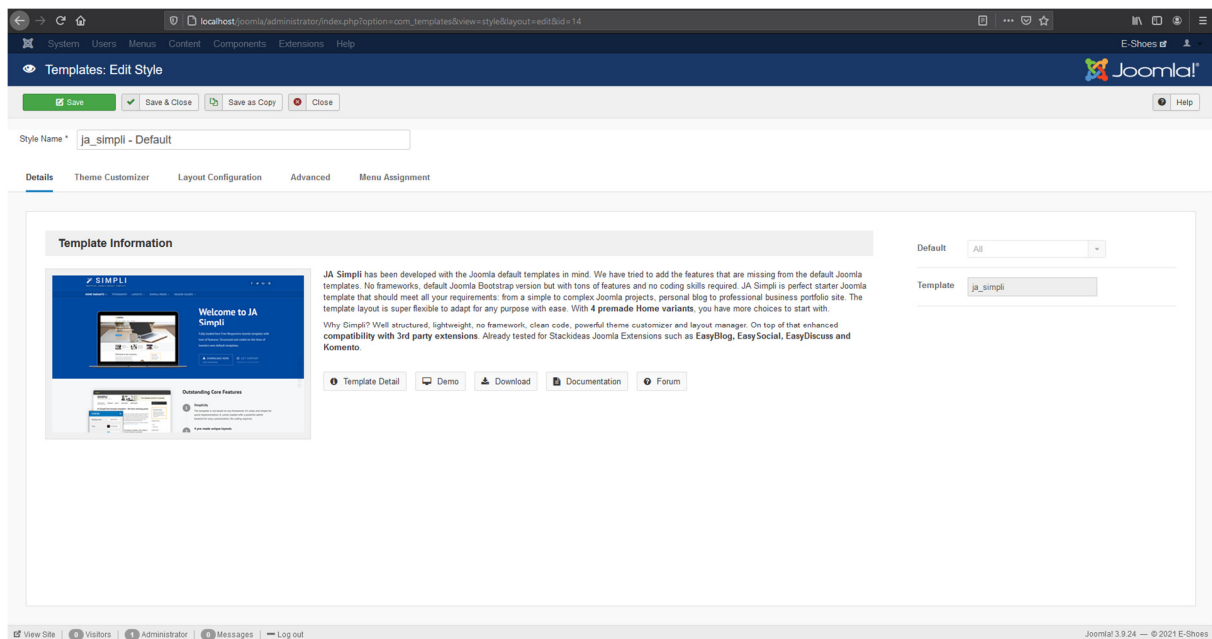 localhost/joomla/administrator/index.php?option=com_templates&view=style&layout=edit&id=14
System Users Menus Content Components Extensions Help
E-Shoes
Templates: Edit Style
Joomla!
Save
Save & Close
Save as Copy
Close
Help
Style Name *
ja_simpli - Default
Details
Theme Customizer
Layout Configuration
Advanced
Menu Assignment
Template Information
SIMPLI
Welcome to JA
Simpli
Outstanding Core Features
JA Simpli has been developed with the Joomla default templates in mind. We have tried to add the features that are missing from the default Joomla
templates. No frameworks, default Joomla Bootstrap version but with tons of features and no coding skills required. JA Simpli is perfect starter Joomla
template that should meet all your requirements: from a simple to complex Joomla projects, personal blog to professional business portfolio site. The
template layout is super flexible to adapt for any purpose with ease. With 4 premade Home variants, you have more choices to start with.
Why Simpli? Well structured, lightweight, no framework, clean code, powerful theme customizer and layout manager. On top of that enhanced
compatibility with 3rd party extensions. Already tested for Stackideas Joomla Extensions such as EasyBlog, EasySocial, EasyDiscuss and
Komento.
Template Detail
Demo
Download
Documentation
Forum
Default
All
Template
ja_simpli
View Site
0 Visitors
1 Administrator
0 Messages
Log out
Joomla! 3.9.24 — © 2021 E-Shoes